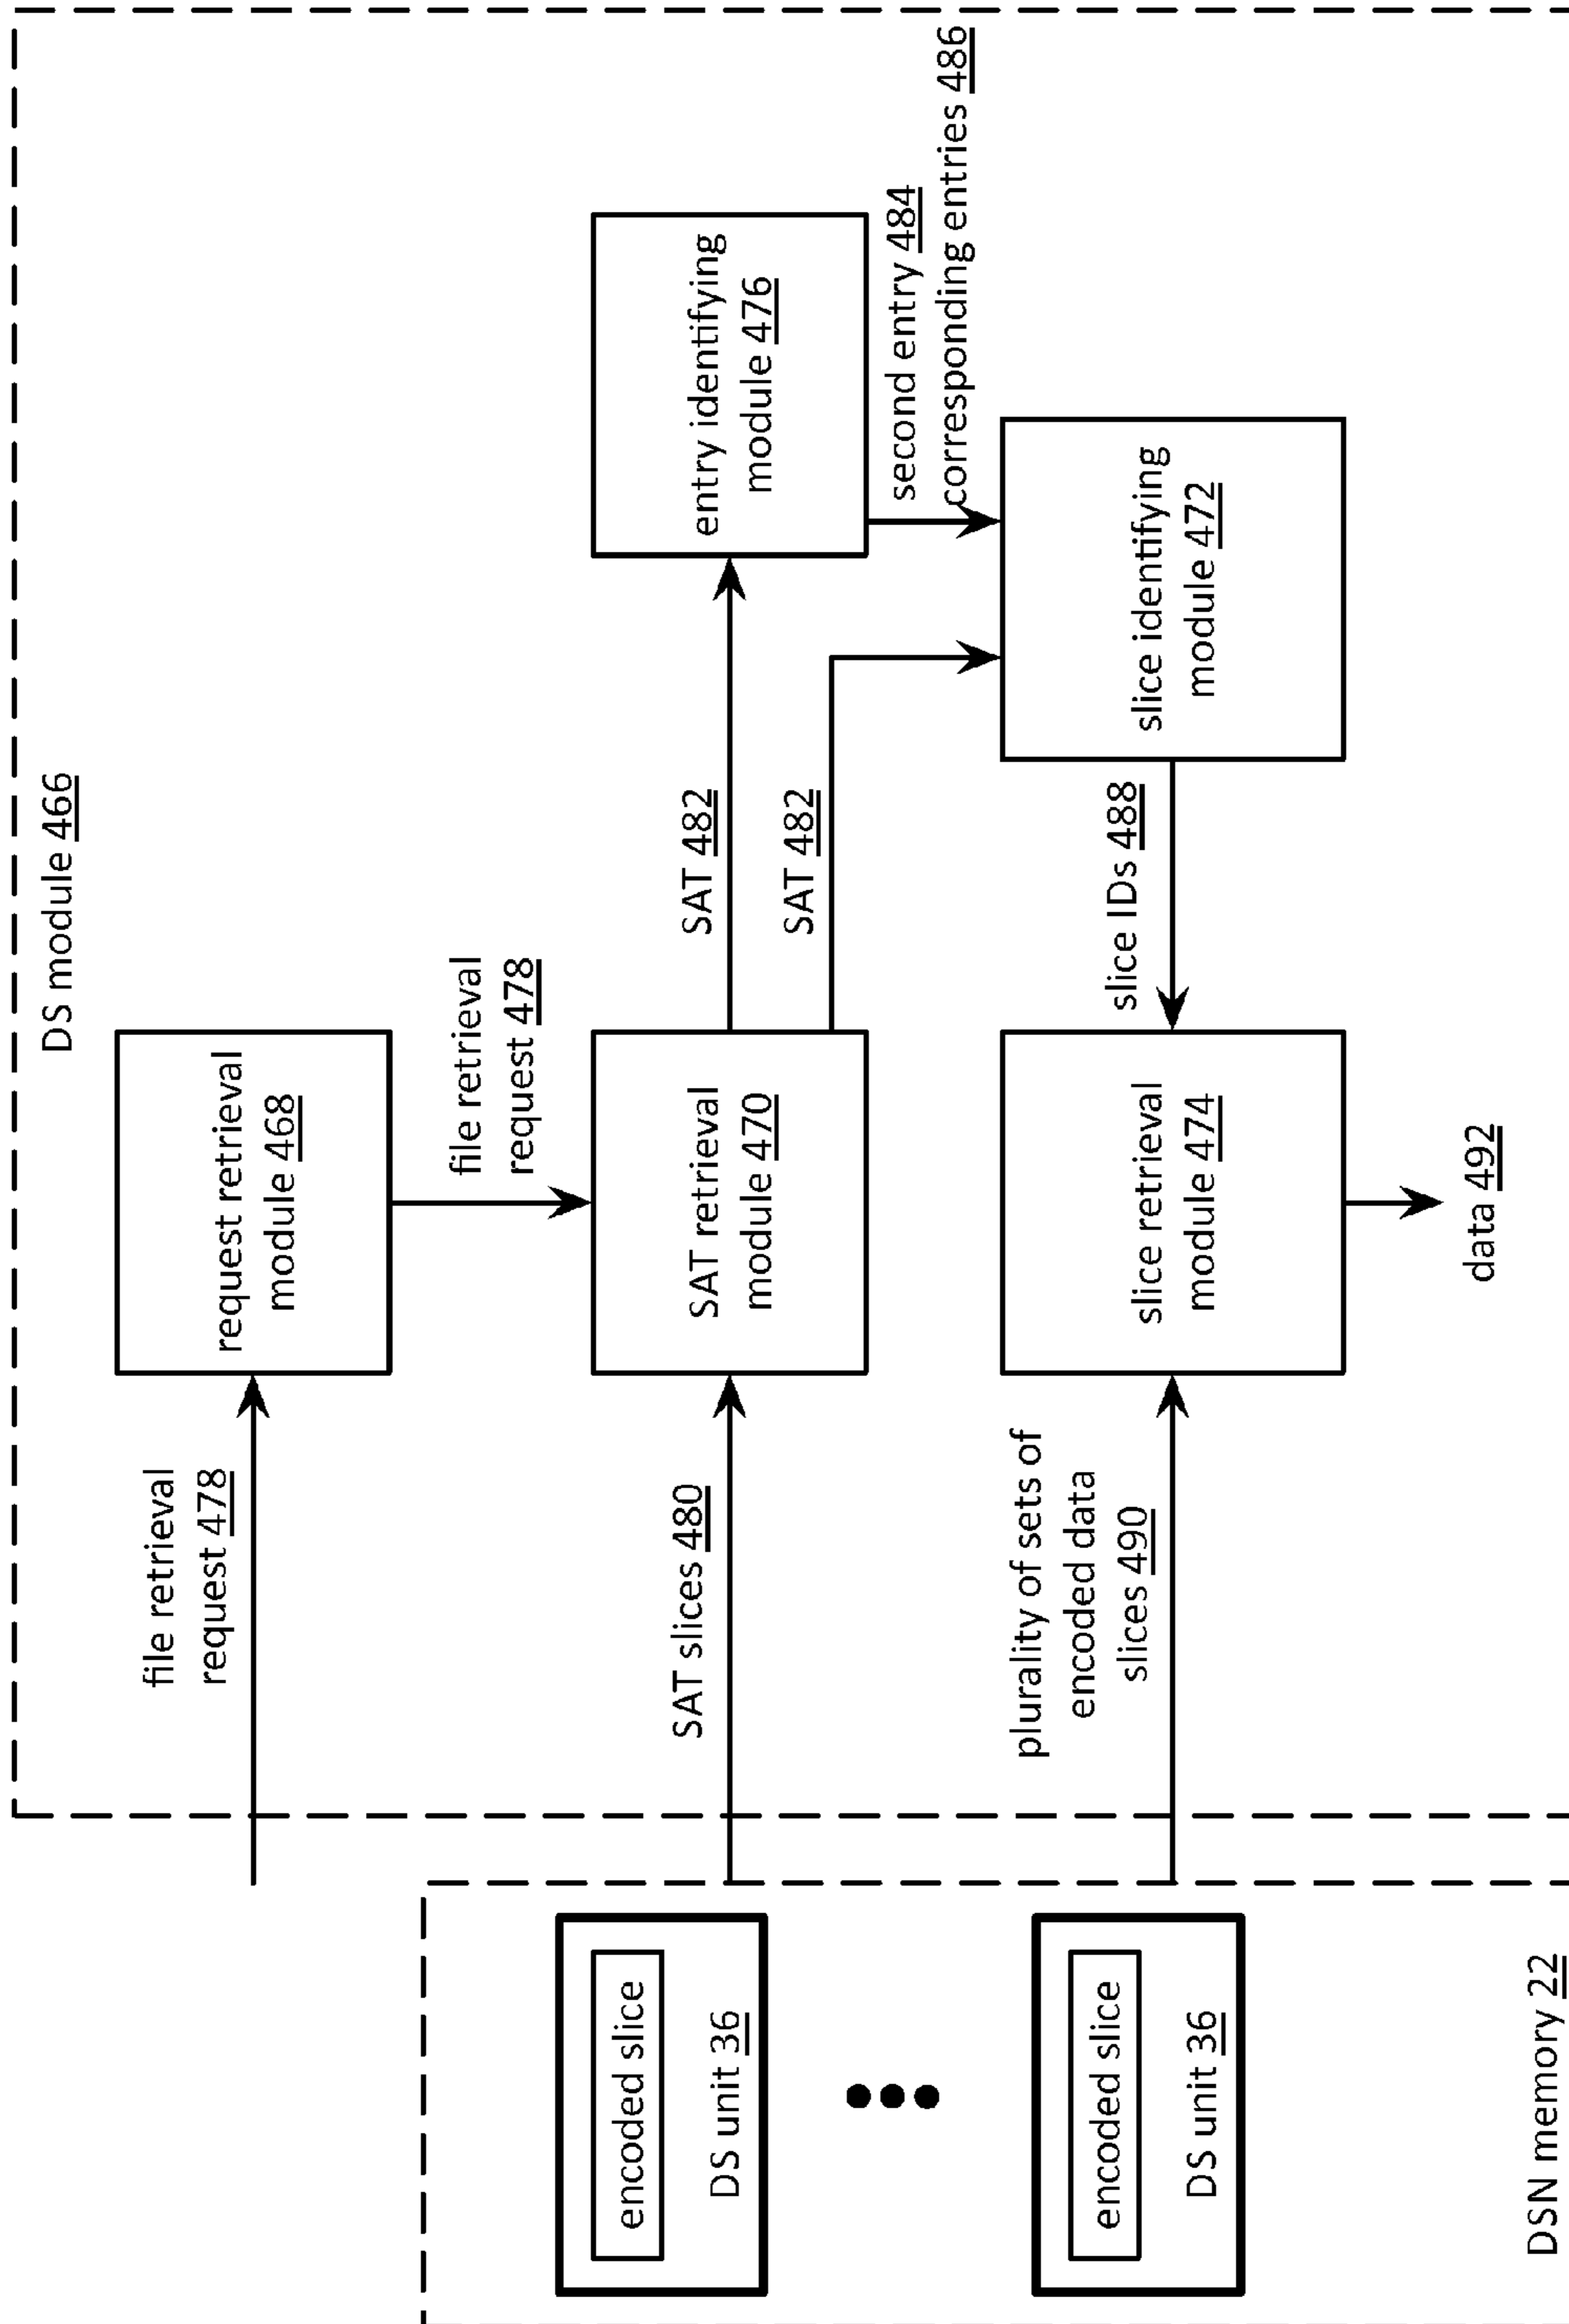 DS module 466
file retrieval
request 478
request retrieval
module 468
file retrieval
request 478
encoded slice
DS unit 36
SAT slices 480
SAT retrieval
module 470
SAT 482
SAT 482
entry identifying
module 476
second entry 484
corresponding entries 486
encoded slice
DS unit 36
plurality of sets of
encoded data
slices 490
slice retrieval
module 474
slice IDs 488
slice identifying
module 472
data 492
DSN memory 22